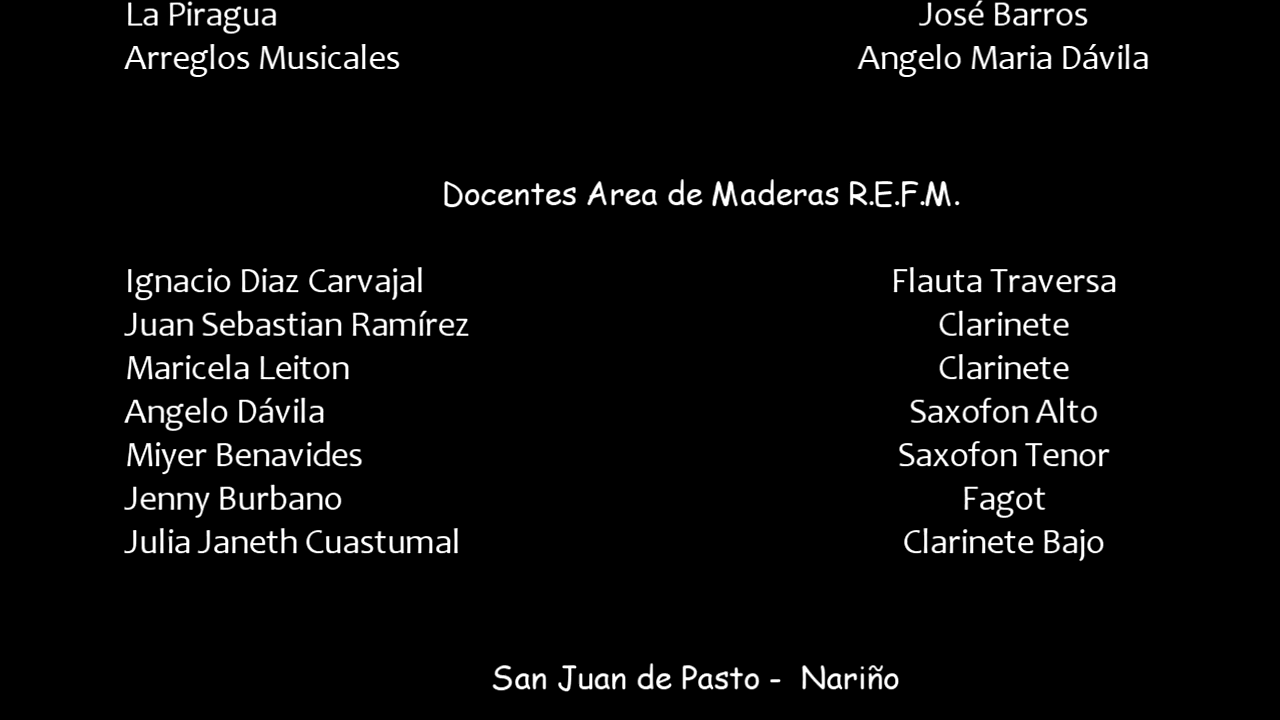 La Piragua José Barros
Arreglos Musicales Angelo Maria Dávila
Docentes Area de Maderas R.E.F.M.
Ignacio Diaz Carvajal Flauta Traversa
Juan Sebastian Ramírez Clarinete
Maricela Leiton Clarinete
Angelo Dávila Saxofon Alto
Miyer Benavides Saxofon Tenor
Jenny Burbano Fagot
Julia Janeth Cuastumal Clarinete Bajo
San Juan de Pasto - Nariño